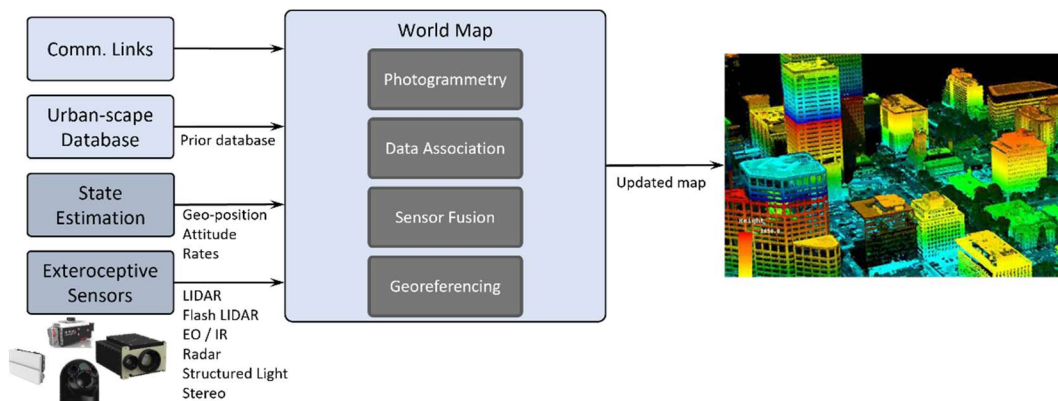 Comm. Links
Urban-scape
Database
Prior database
State
Estimation
Geo-position
Attitude
Rates
Exteroceptive
Sensors
LIDAR
Flash LIDAR
EO / IR
Radar
Structured Light
Stereo
World Map
Photogrammetry
Data Association
Sensor Fusion
Georeferencing
Updated map
Height